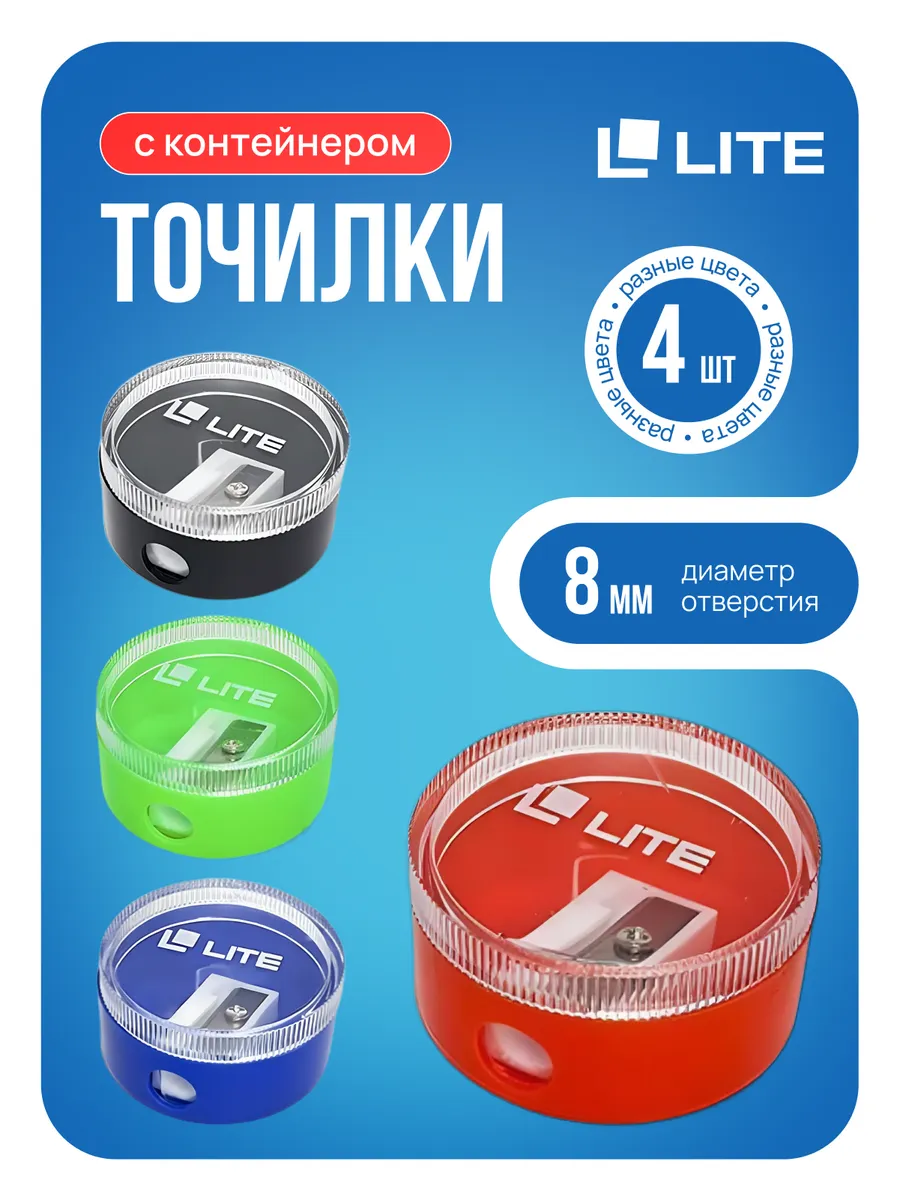 с контейнером
LITE
ТОЧИЛКИ
разные цвета • разные цвета • разные цвета •
4 шт
LITE
8 мм
диаметр
отверстия
LITE
LITE
LITE